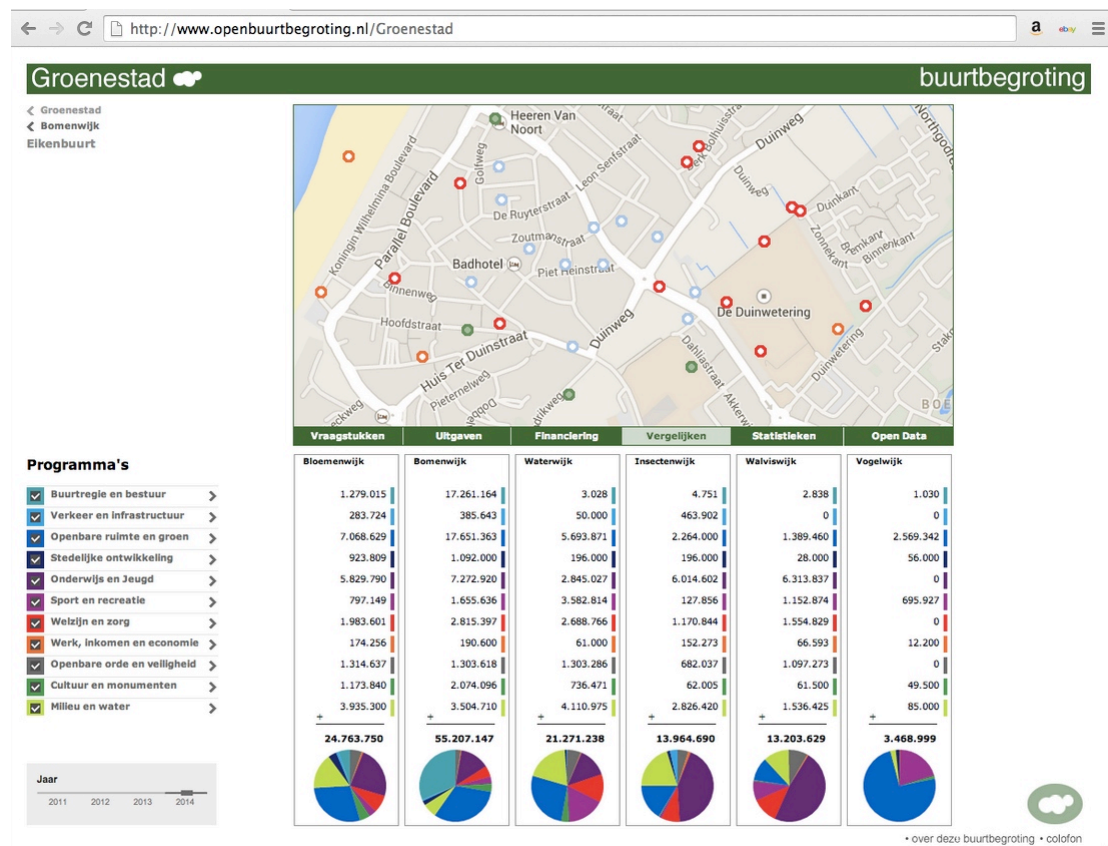 http://www.openbuurtbegroting.nl/Groenestad
a
ebay
Groenestad
buurtbegroting
Groenestad
Bomenwijk
Eikenbuurt
Heeren Van Noort
Golfweg
Leon Senfstraat
Duinweg
Duinweg
Koningin Wilhelmina Boulevard
Parallel Boulevard
De Ruyterstraat
Zoutmanstraat
Badhotel
Piet Heinstraat
Binnenweg
Hoofdstraat
Huis Ter Duinstraat
Pieternelweg
Duinweg
Dahliastraat
De Duinwetering
Duinwetering
Duinkant
Zonnekant
Binnenkant
Vraagstukken Uitgaven Financiering Vergelijken Statistieken Open Data
Programma's
Bloemenwijk Bomenwijk Waterwijk Insectenwijk Walviswijk Vogelwijk
Buurtregie en bestuur 1.279.015 17.261.164 3.028 4.751 2.838 1.030
Verkeer en infrastructuur 283.724 385.643 50.000 463.902 0 0
Openbare ruimte en groen 7.068.629 17.651.363 5.693.871 2.264.000 1.389.460 2.569.342
Stedelijke ontwikkeling 923.809 1.092.000 196.000 196.000 28.000 56.000
Onderwijs en Jeugd 5.829.790 7.272.920 2.845.027 6.014.602 6.313.837 0
Sport en recreatie 797.149 1.655.636 3.582.814 127.856 1.152.874 695.927
Welzijn en zorg 1.983.601 2.815.397 2.688.766 1.170.844 1.554.829 0
Werk, inkomen en economie 174.256 190.600 61.000 152.273 66.593 12.200
Openbare orde en veiligheid 1.314.637 1.303.618 1.303.286 682.037 1.097.273 0
Cultuur en monumenten 1.173.840 2.074.096 736.471 62.005 61.500 49.500
Milieu en water 3.935.300 3.504.710 4.110.975 2.826.420 1.536.425 85.000
+ + + + + +
24.763.750 55.207.147 21.271.238 13.964.690 13.203.629 3.468.999
Jaar
2011 2012 2013 2014
• over deze buurtbegroting • colofon